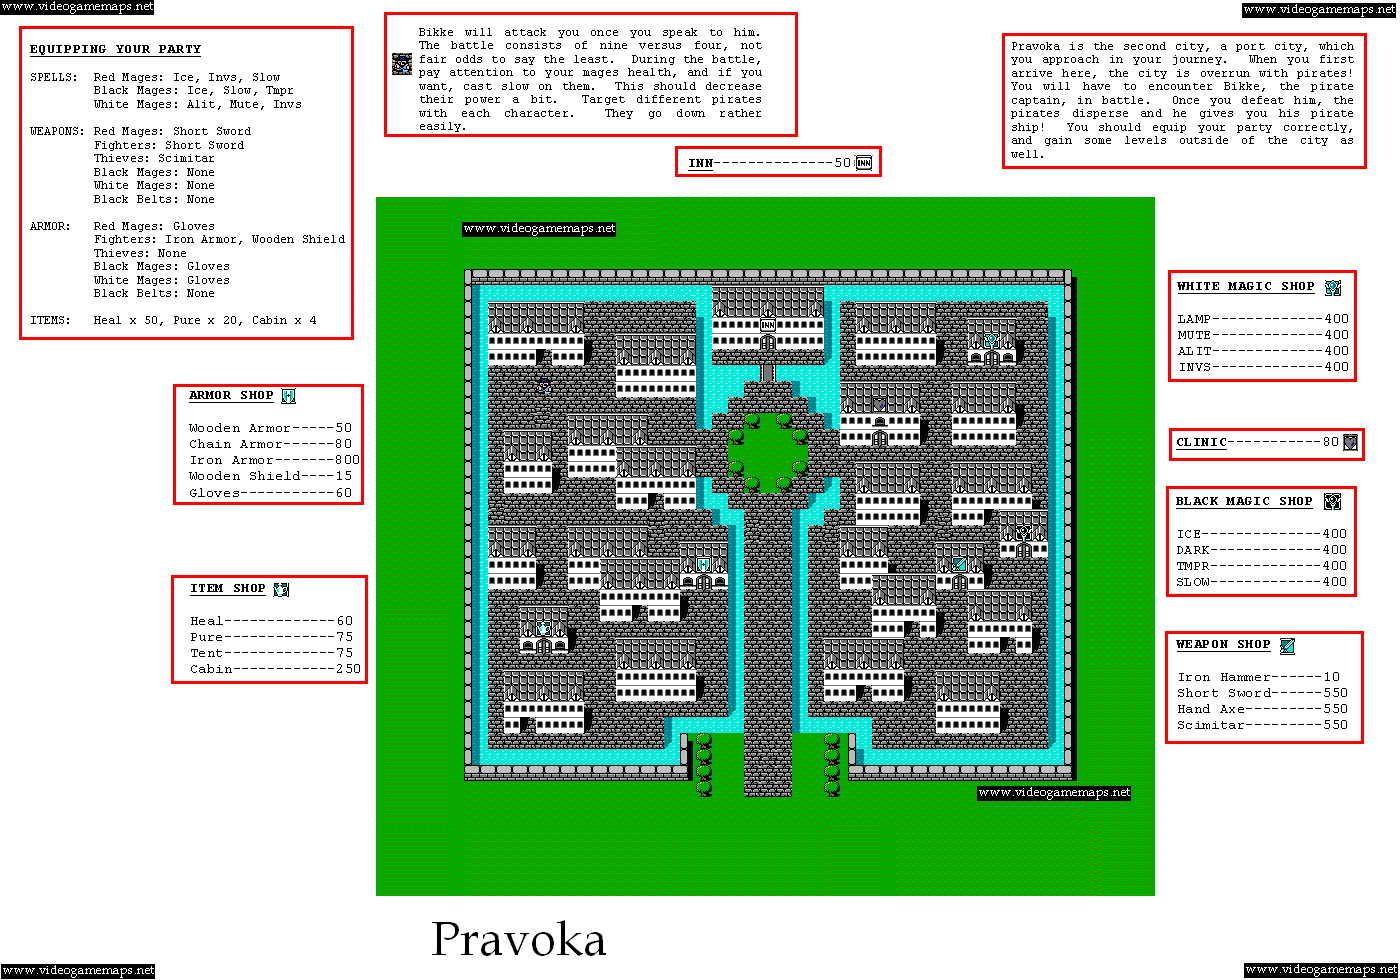 www.videogamemaps.net
www.videogamemaps.net
EQUIPPING YOUR PARTY
SPELLS: Red Mages: Ice, Invs, Slow
Black Mages: Ice, Slow, Tmpr
White Mages: Alit, Mute, Invs
WEAPONS: Red Mages: Short Sword
Fighters: Short Sword
Thieves: Scimitar
Black Mages: None
White Mages: None
Black Belts: None
ARMOR: Red Mages: Gloves
Fighters: Iron Armor, Wooden Shield
Thieves: None
Black Mages: Gloves
White Mages: Gloves
Black Belts: None
ITEMS: Heal x 50, Pure x 20, Cabin x 4
Bikke will attack you once you speak to him.
The battle consists of nine versus four, not
fair odds to say the least. During the battle,
pay attention to your mages health, and if you
want, cast slow on them. This should decrease
their power a bit. Target different pirates
with each character. They go down rather
easily.
Pravoka is the second city, a port city, which
you approach in your journey. When you first
arrive here, the city is overrun with pirates!
You will have to encounter Bikke, the pirate
captain, in battle. Once you defeat him, the
pirates disperse and he gives you his pirate
ship! You should equip your party correctly,
and gain some levels outside of the city as
well.
INN--------------50 INN
www.videogamemaps.net
INN
ARMOR SHOP
Wooden Armor-----50
Chain Armor------80
Iron Armor-------800
Wooden Shield----15
Gloves-----------60
ITEM SHOP
Heal-------------60
Pure-------------75
Tent-------------75
Cabin------------250
WHITE MAGIC SHOP
LAMP-------------400
MUTE-------------400
ALIT-------------400
INVS-------------400
CLINIC-----------80
BLACK MAGIC SHOP
ICE--------------400
DARK-------------400
TMPR-------------400
SLOW-------------400
WEAPON SHOP
Iron Hammer------10
Short Sword------550
Hand Axe---------550
Scimitar---------550
www.videogamemaps.net
Pravoka
www.videogamemaps.net
www.videogamemaps.net